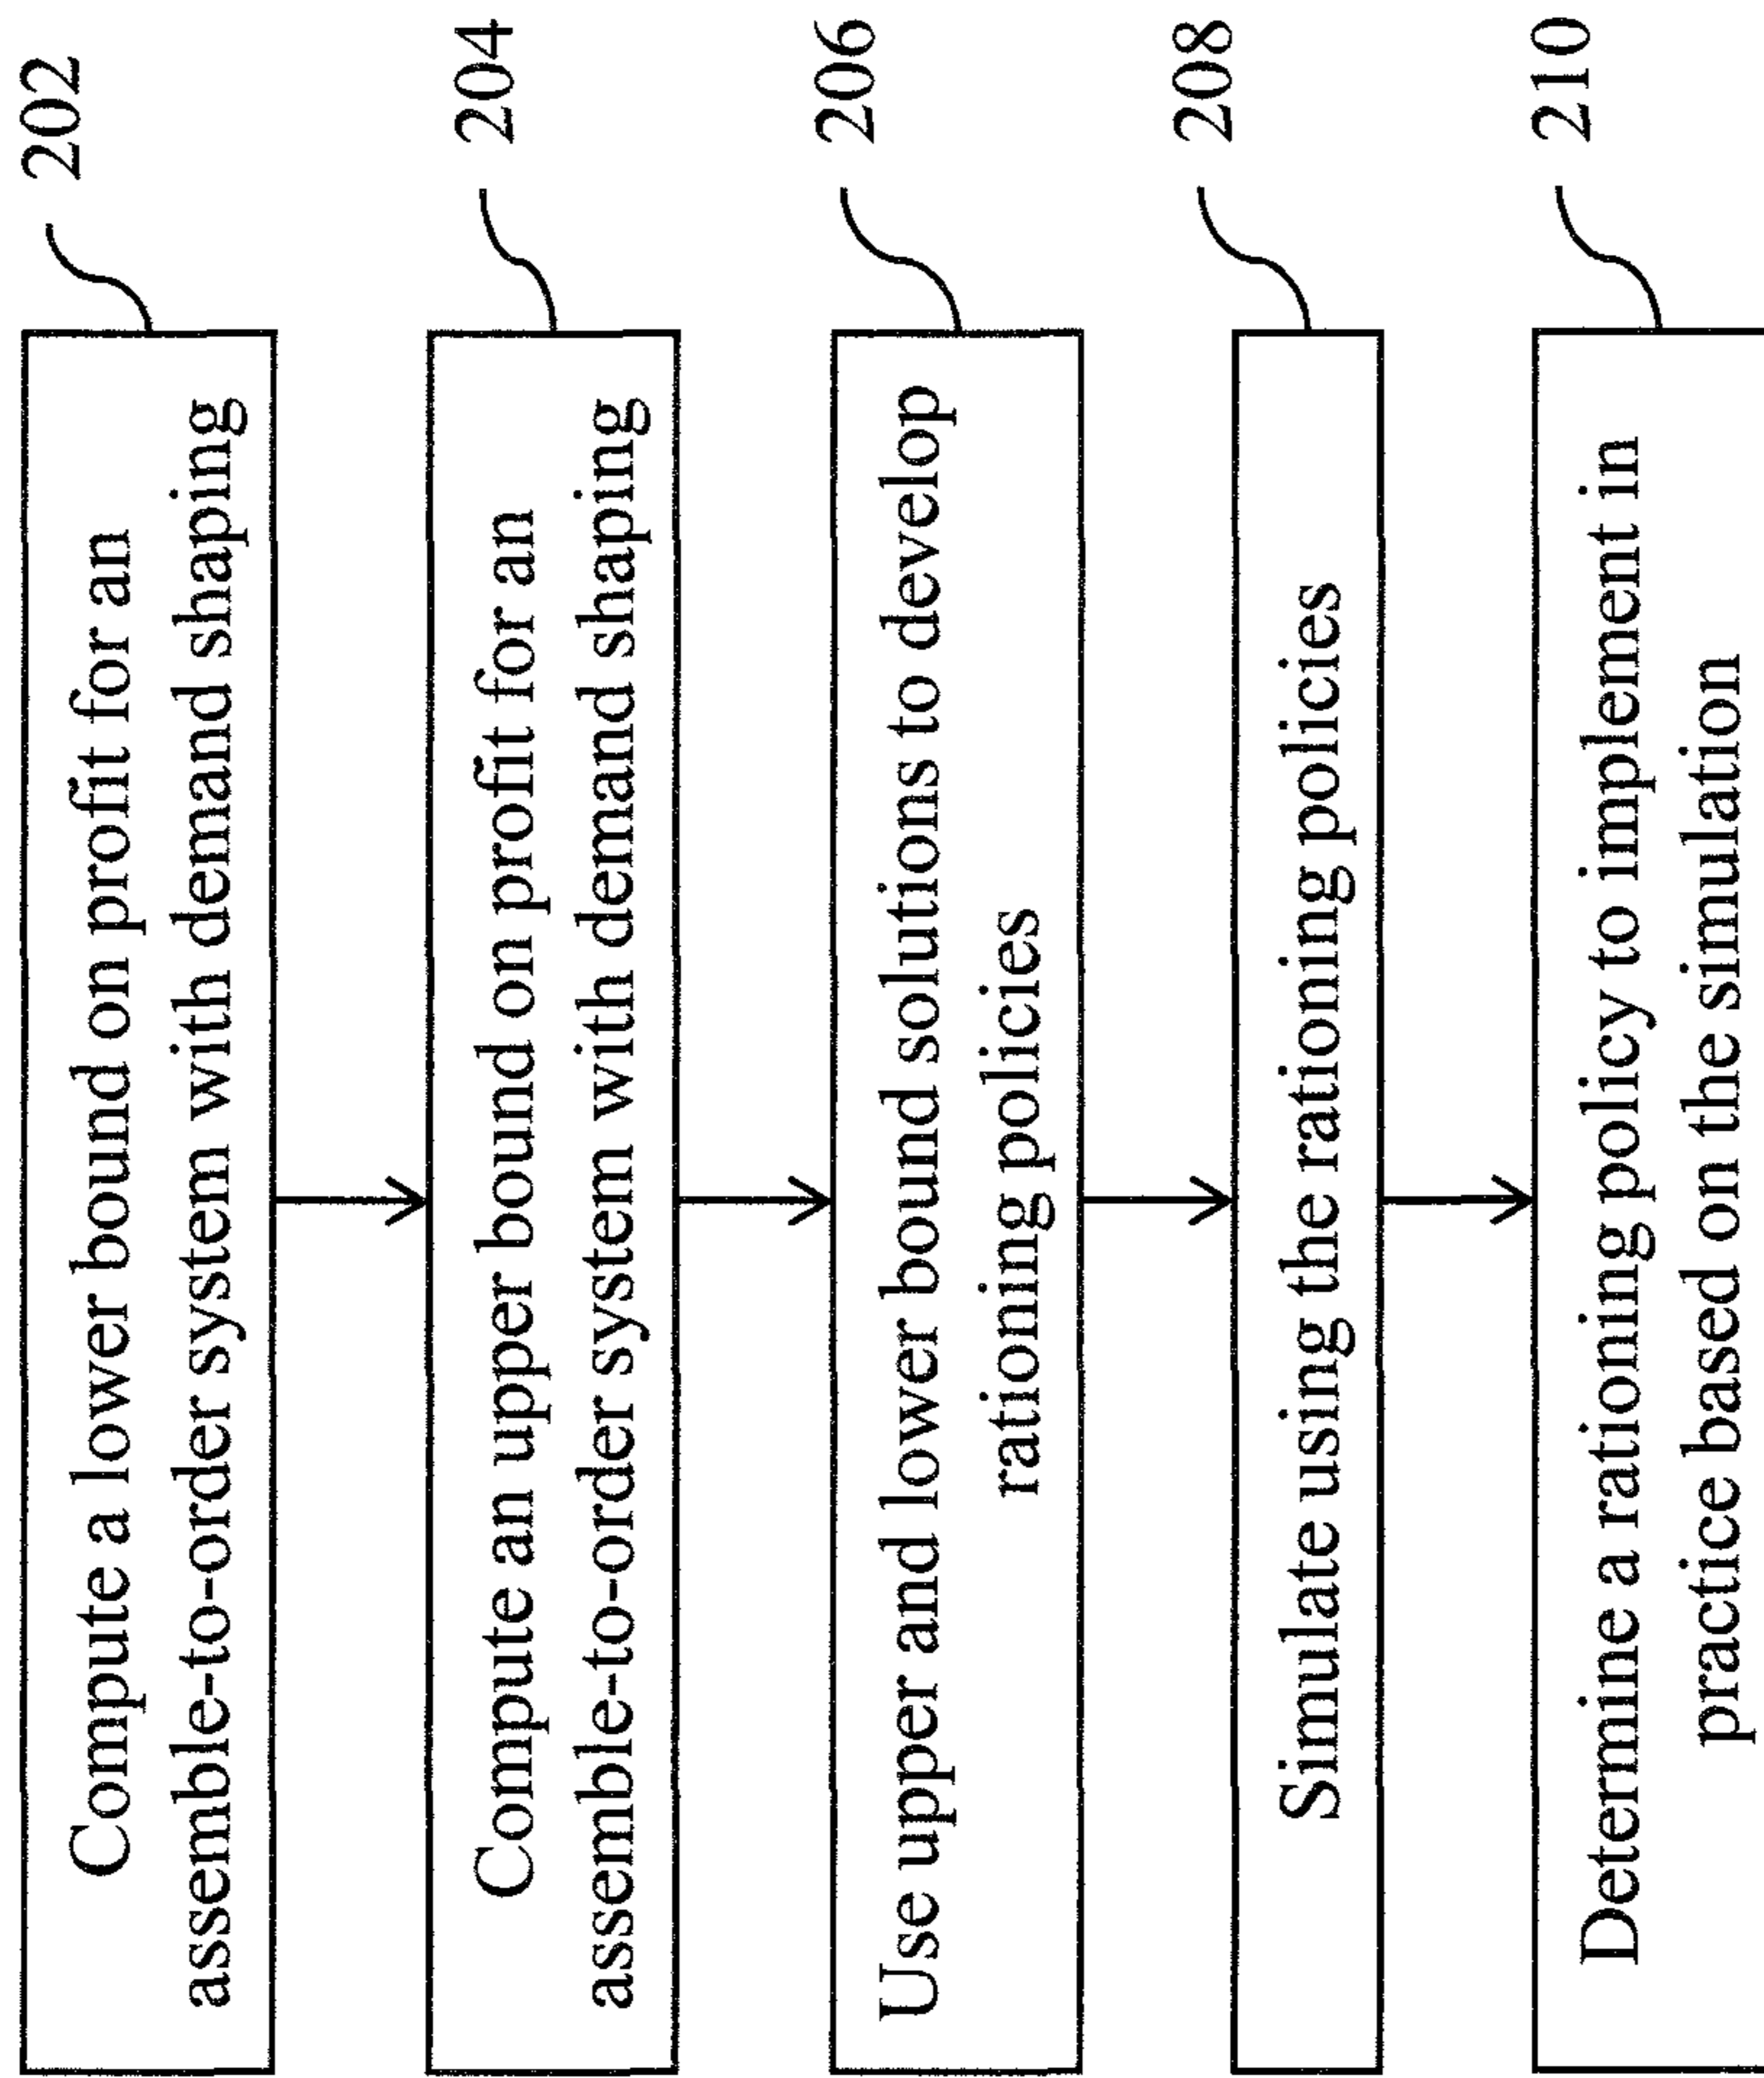 Compute a lower bound on profit for an
assemble-to-order system with demand shaping
202
Compute an upper bound on profit for an
assemble-to-order system with demand shaping
204
Use upper and lower bound solutions to develop
rationing policies
206
Simulate using the rationing policies
208
Determine a rationing policy to implement in
practice based on the simulation
210